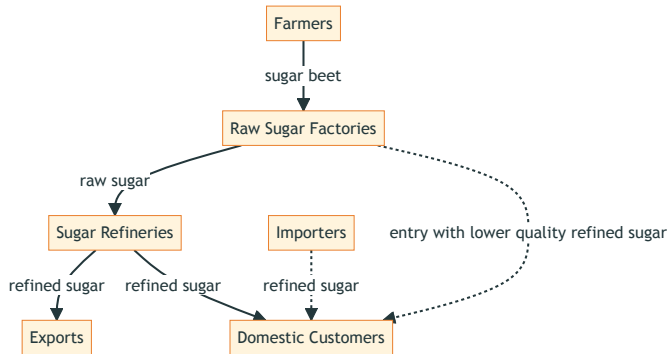 Farmers
sugar beet
Raw Sugar Factories
raw sugar
Sugar Refineries
Importers
entry with lower quality refined sugar
refined sugar
refined sugar
refined sugar
Exports
Domestic Customers